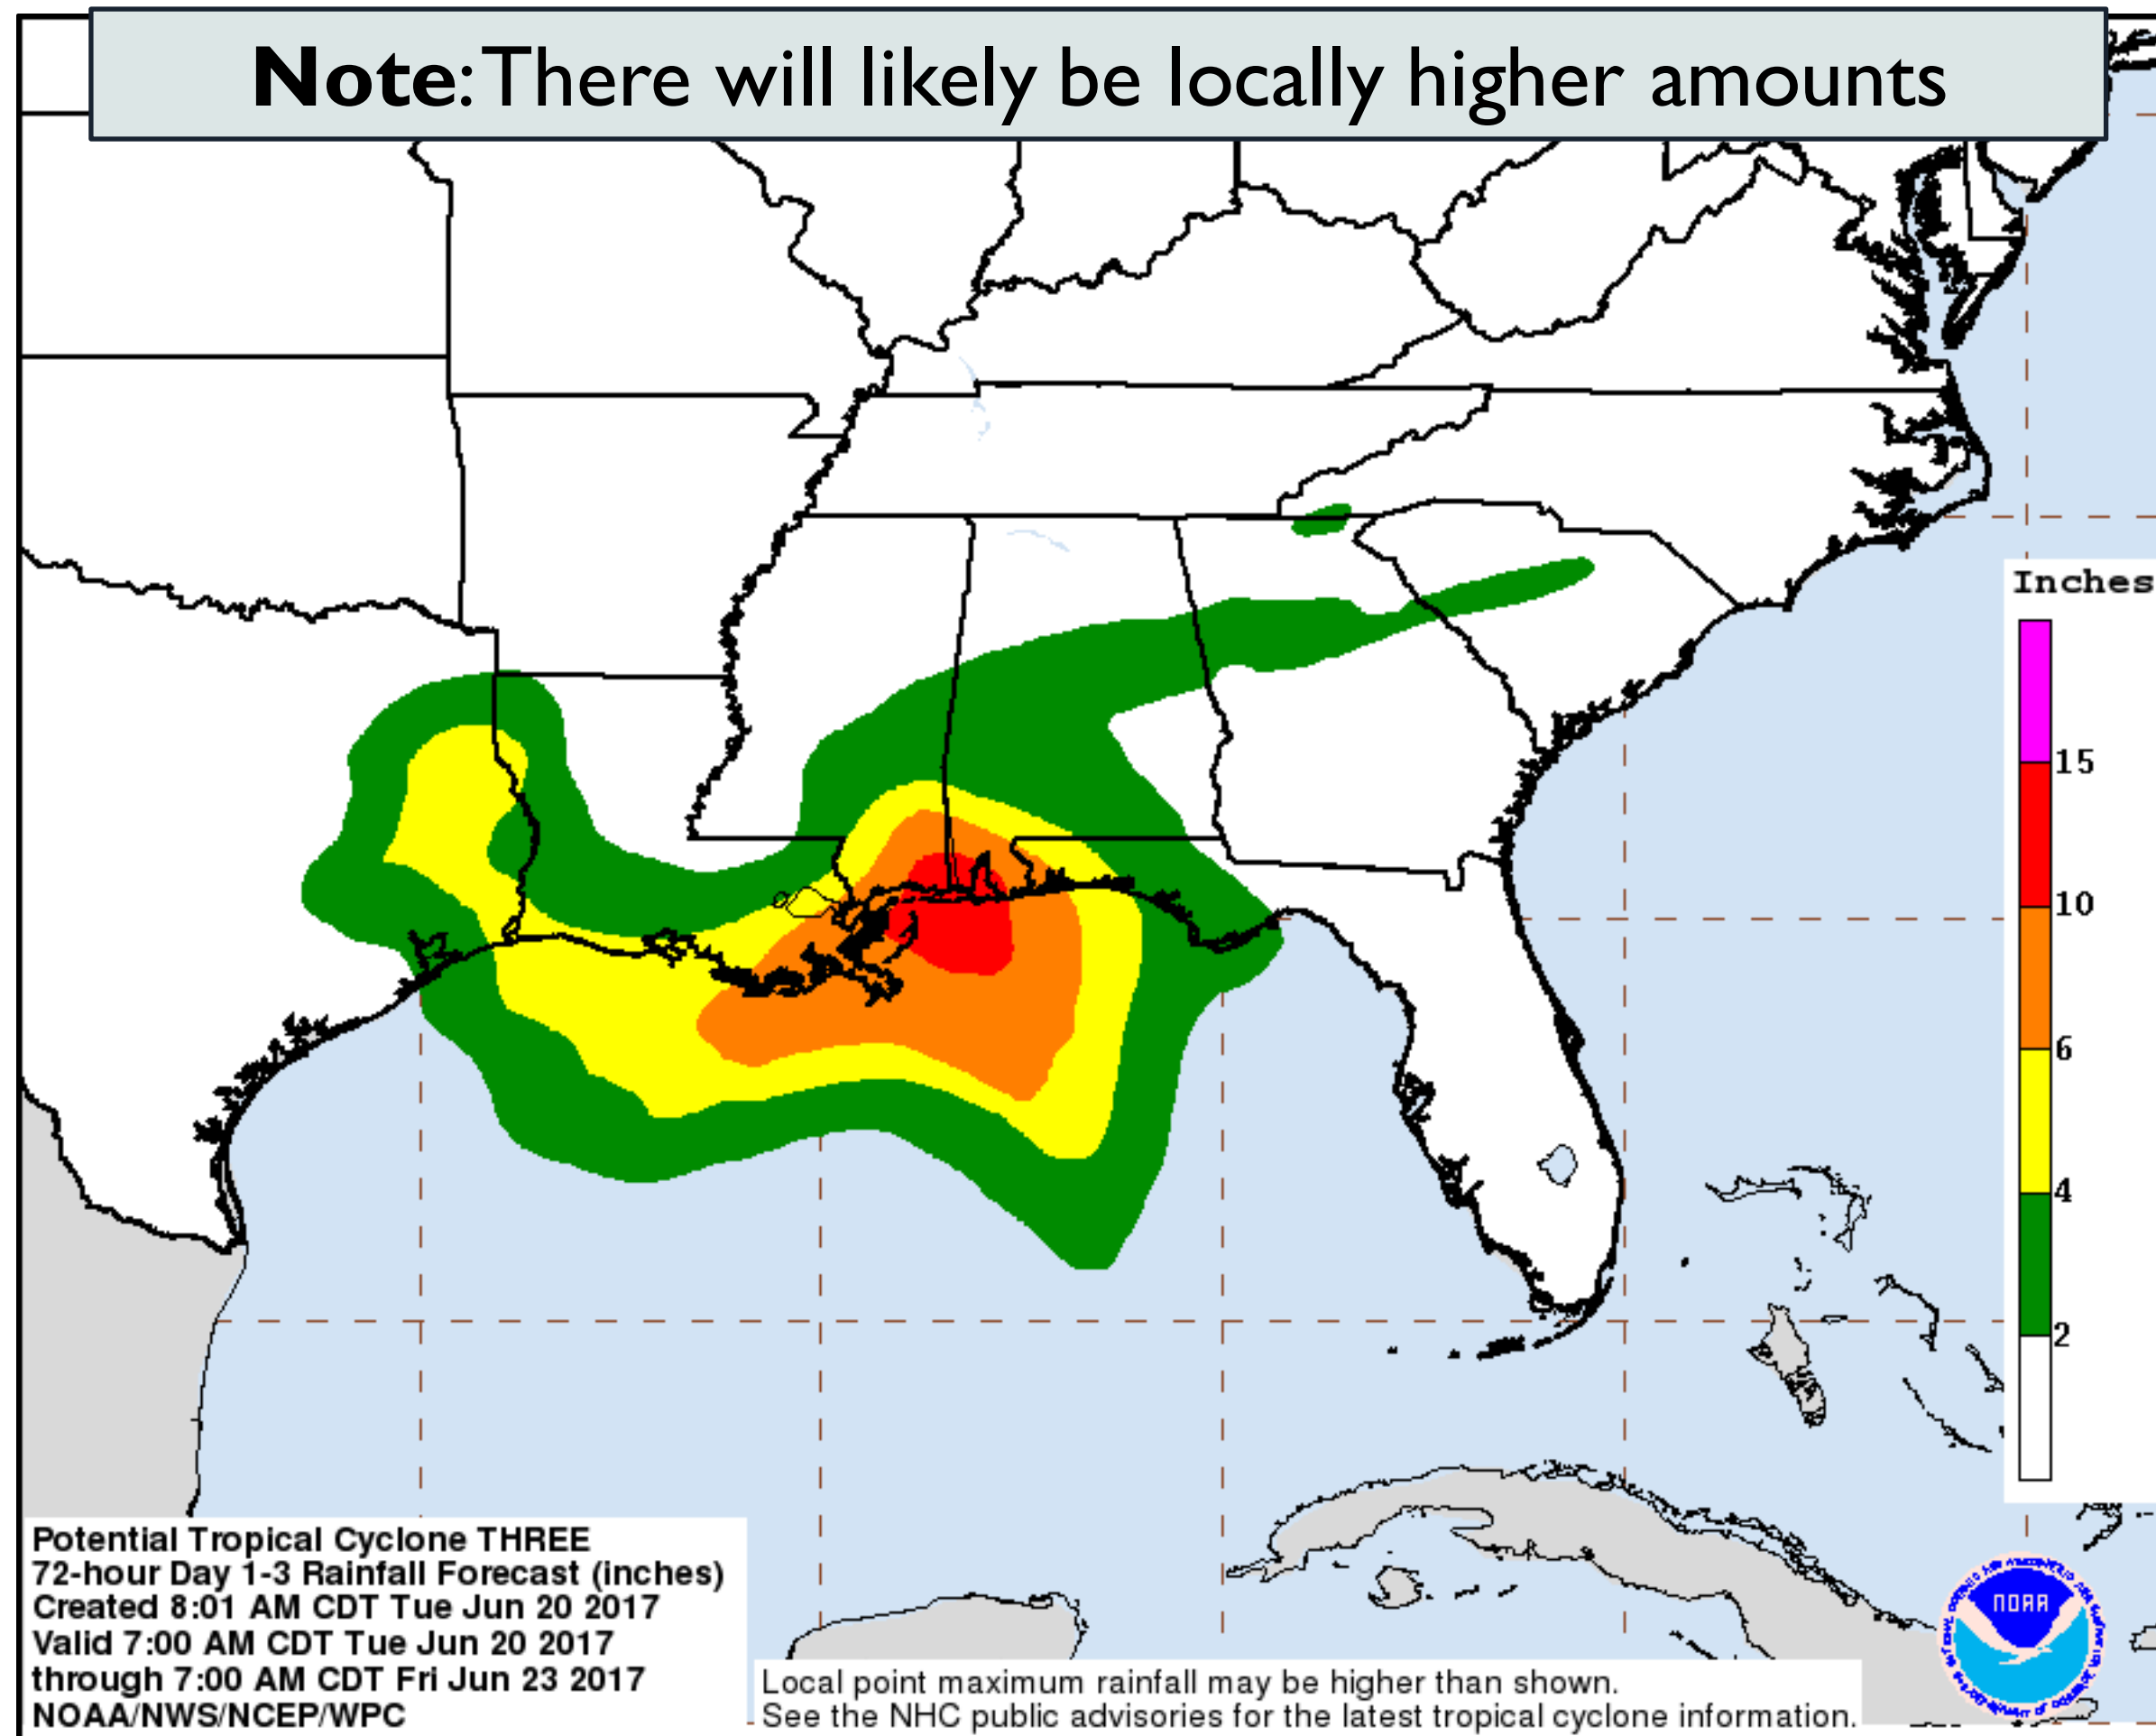 Note: There will likely be locally higher amounts
Inches
15
10
6
4
2
Potential Tropical Cyclone THREE
72-hour Day 1-3 Rainfall Forecast (inches)
Created 8:01 AM CDT Tue Jun 20 2017
Valid 7:00 AM CDT Tue Jun 20 2017
through 7:00 AM CDT Fri Jun 23 2017
NOAA/NWS/NCEP/WPC
Local point maximum rainfall may be higher than shown.
See the NHC public advisories for the latest tropical cyclone information.
NOAA